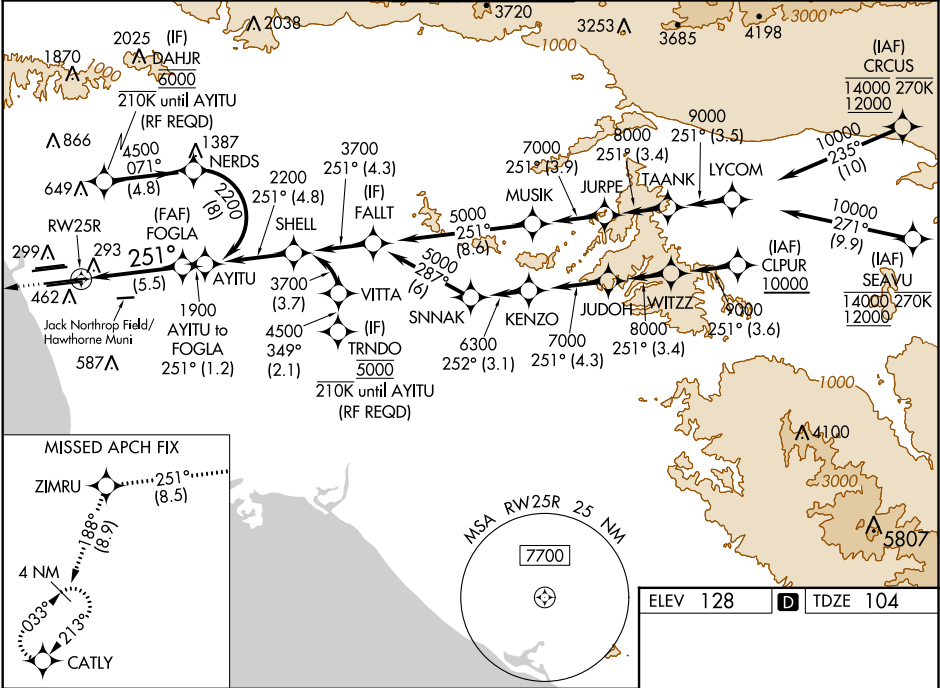 2038
3720
3253
3685
4198
3000
1000
1870
1000
2025
(IF)
DAHJR
6000
210K until AYITU
(RF REQD)
(IAF)
CRCUS
14000 270K
12000
866
649
4500
071°
(4.8)
1387
NERDS
2200
(8)
2200
251° (4.8)
3700
251° (4.3)
(IF)
FALLT
SHELL
7000
251° (3.9)
MUSIK
8000
251° (3.4)
JURPE
TAANK
9000
251° (3.5)
LYCOM
10000
235°
(10)
10000
271°
(9.9)
(IAF)
SEAVU
14000 270K
12000
5000
251°
(8.6)
5000
287°
(6)
RW25R
299
293
462
(FAF)
FOGLA
251°
(5.5)
AYITU
1900
AYITU to
FOGLA
251° (1.2)
Jack Northrop Field/
Hawthorne Muni
587
3700
(3.7)
VITTA
4500
349°
(2.1)
(IF)
TRNDO
5000
210K until AYITU
(RF REQD)
SNNAK
6300
252° (3.1)
KENZO
7000
251° (4.3)
JUDOH
8000
251° (3.4)
WITZZ
9000
251° (3.6)
(IAF)
CLPUR
10000
1000
4100
3000
5807
MISSED APCH FIX
ZIMRU
251°
(8.5)
188°
(8.9)
4 NM
033°
213°
CATLY
MSA RW25R 25 NM
7700
ELEV 128 D TDZE 104